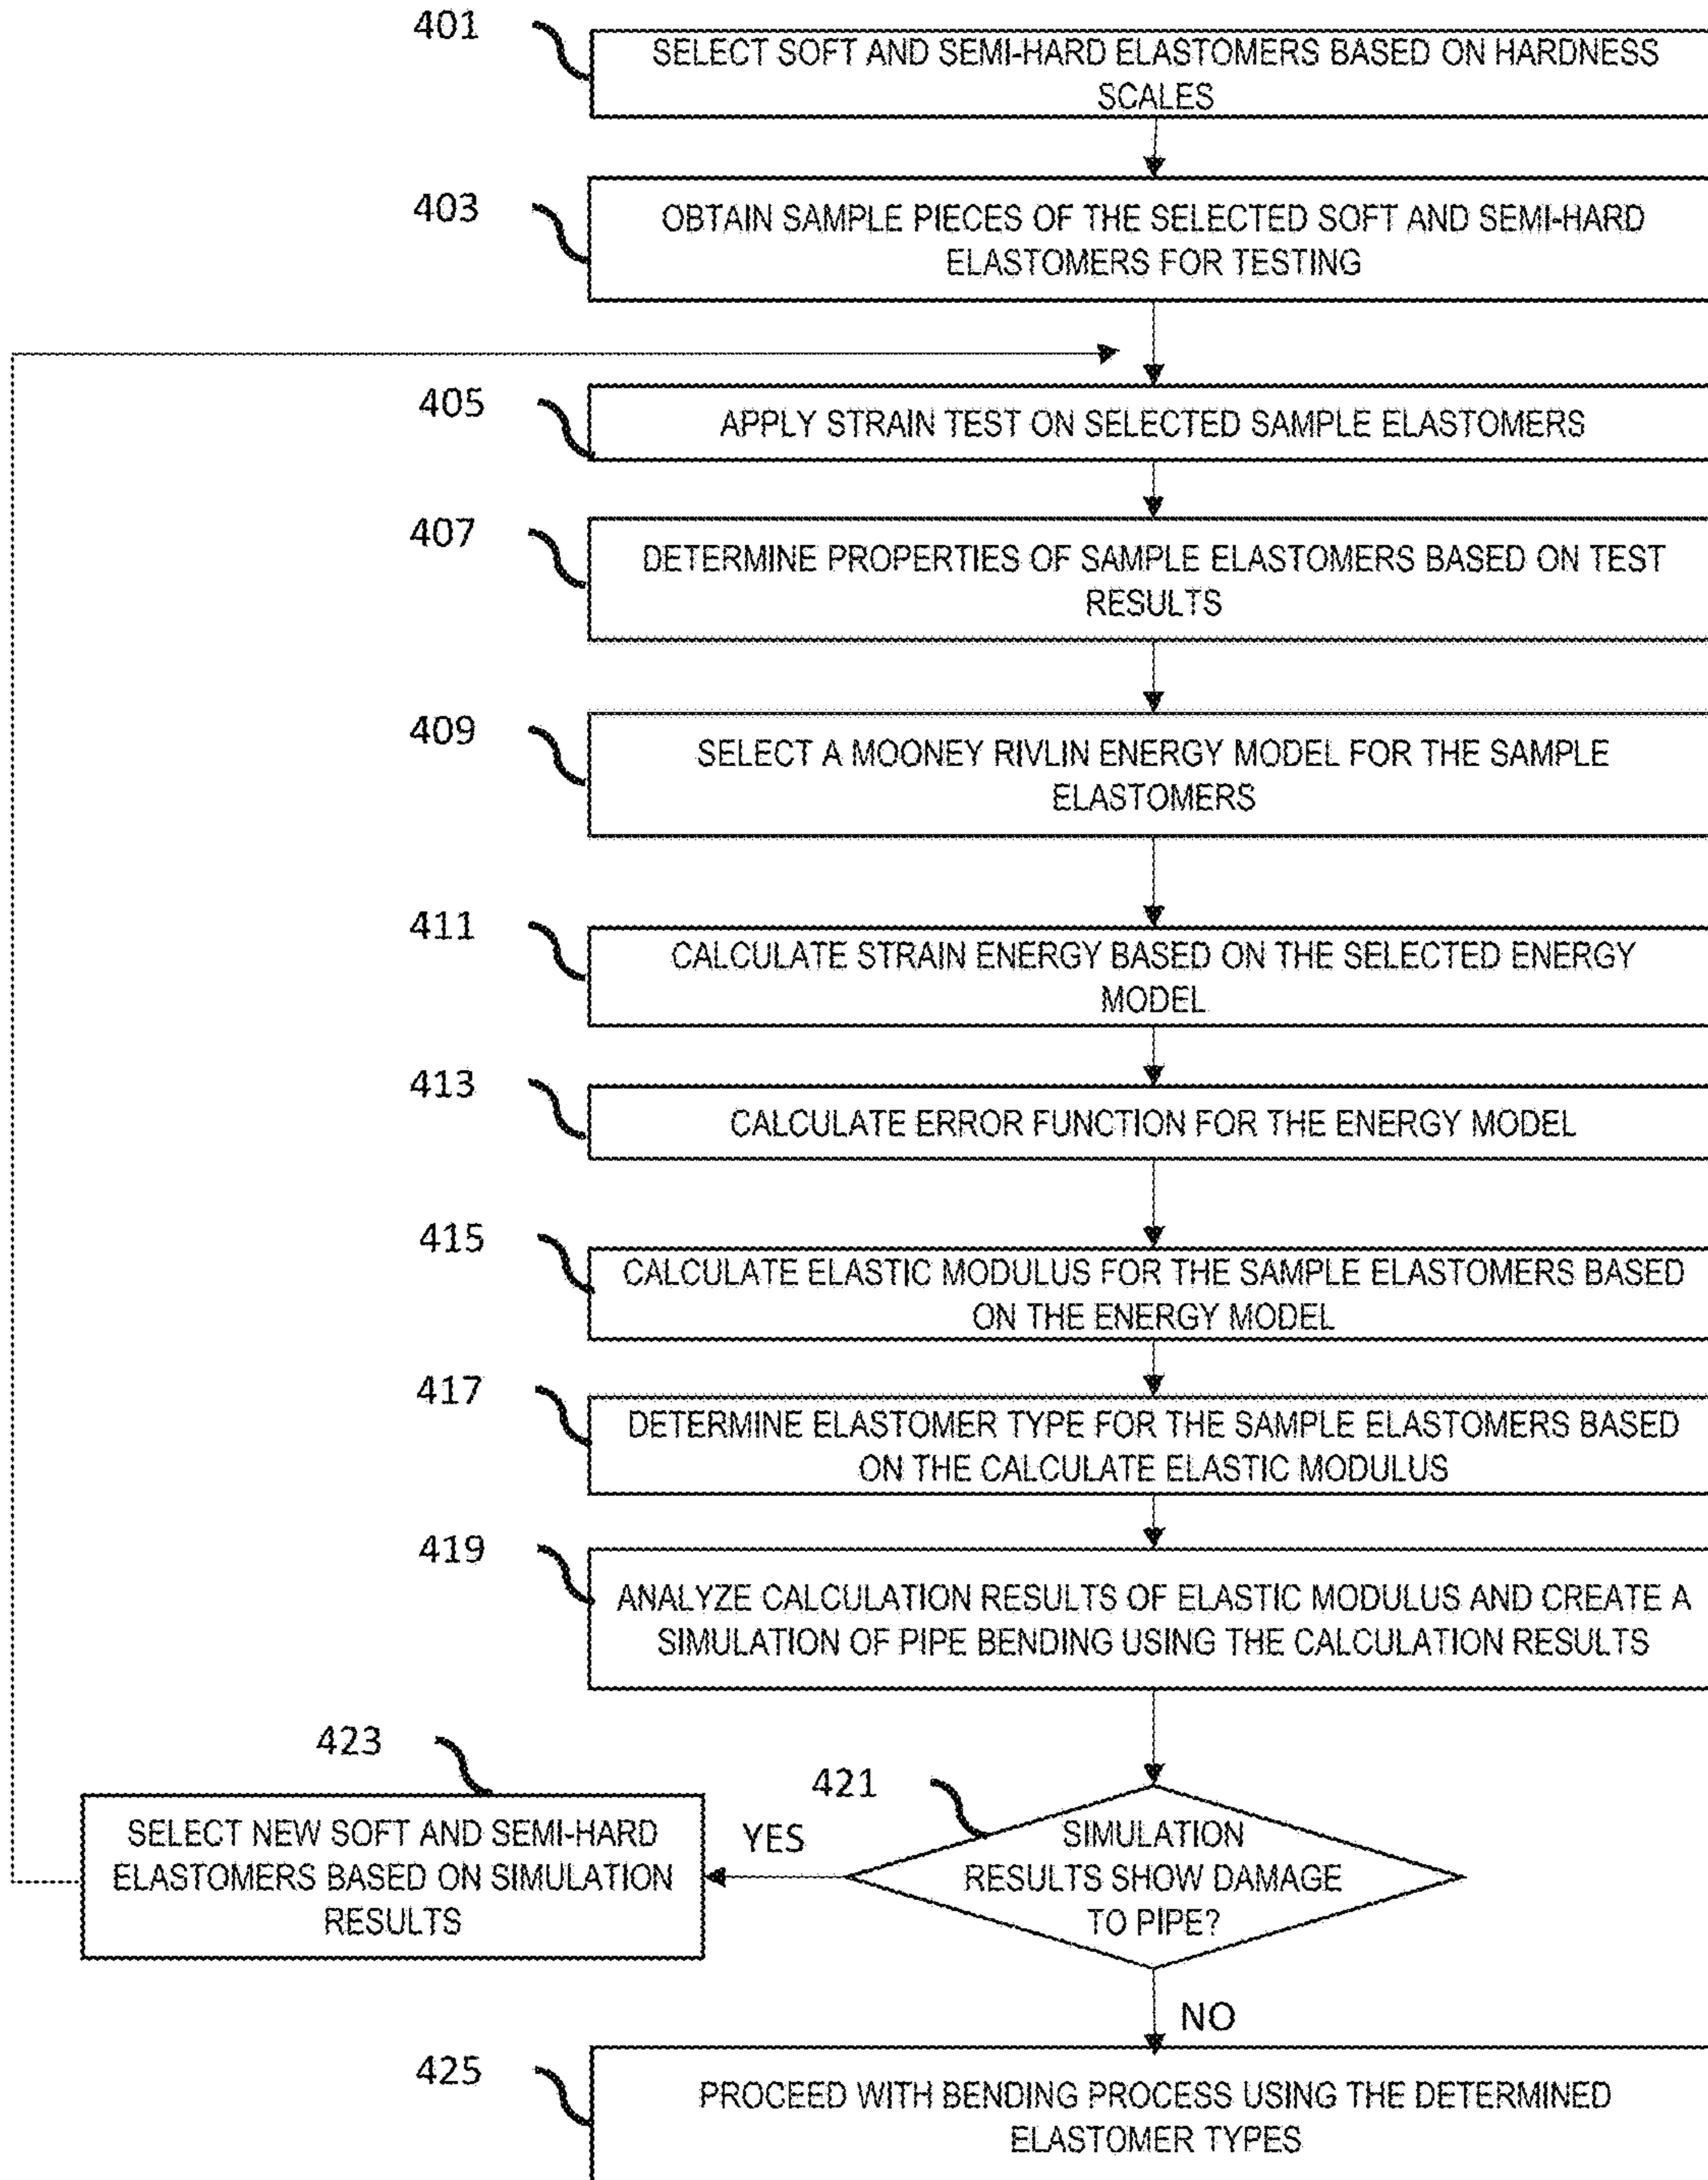 401
SELECT SOFT AND SEMI-HARD ELASTOMERS BASED ON HARDNESS
SCALES
403
OBTAIN SAMPLE PIECES OF THE SELECTED SOFT AND SEMI-HARD
ELASTOMERS FOR TESTING
405
APPLY STRAIN TEST ON SELECTED SAMPLE ELASTOMERS
407
DETERMINE PROPERTIES OF SAMPLE ELASTOMERS BASED ON TEST
RESULTS
409
SELECT A MOONEY RIVLIN ENERGY MODEL FOR THE SAMPLE
ELASTOMERS
411
CALCULATE STRAIN ENERGY BASED ON THE SELECTED ENERGY
MODEL
413
CALCULATE ERROR FUNCTION FOR THE ENERGY MODEL
415
CALCULATE ELASTIC MODULUS FOR THE SAMPLE ELASTOMERS BASED
ON THE ENERGY MODEL
417
DETERMINE ELASTOMER TYPE FOR THE SAMPLE ELASTOMERS BASED
ON THE CALCULATE ELASTIC MODULUS
419
ANALYZE CALCULATION RESULTS OF ELASTIC MODULUS AND CREATE A
SIMULATION OF PIPE BENDING USING THE CALCULATION RESULTS
421
SIMULATION
RESULTS SHOW DAMAGE
TO PIPE?
YES
423
SELECT NEW SOFT AND SEMI-HARD
ELASTOMERS BASED ON SIMULATION
RESULTS
NO
425
PROCEED WITH BENDING PROCESS USING THE DETERMINED
ELASTOMER TYPES